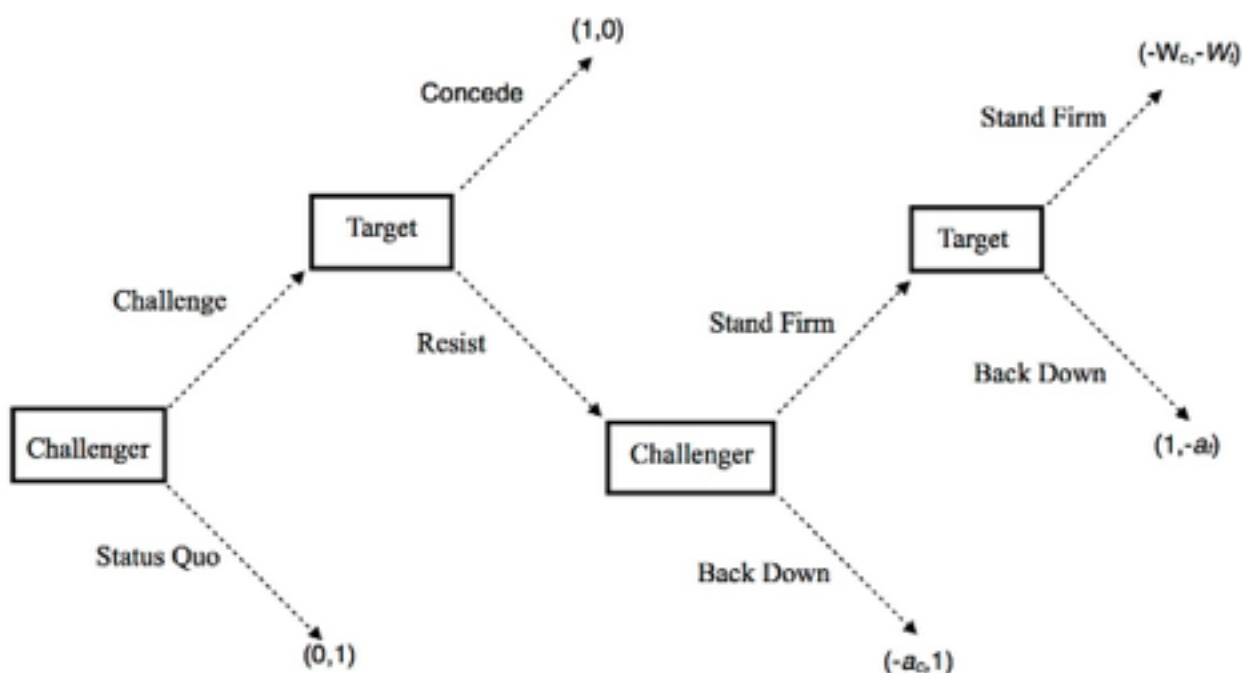 (1,0)
(-Wc,-Wt)
Concede
Stand Firm
Target
Target
Challenge
Resist
Stand Firm
Back Down
Challenger
Challenger
(1,-at)
Status Quo
Back Down
(0,1)
(-ac,1)